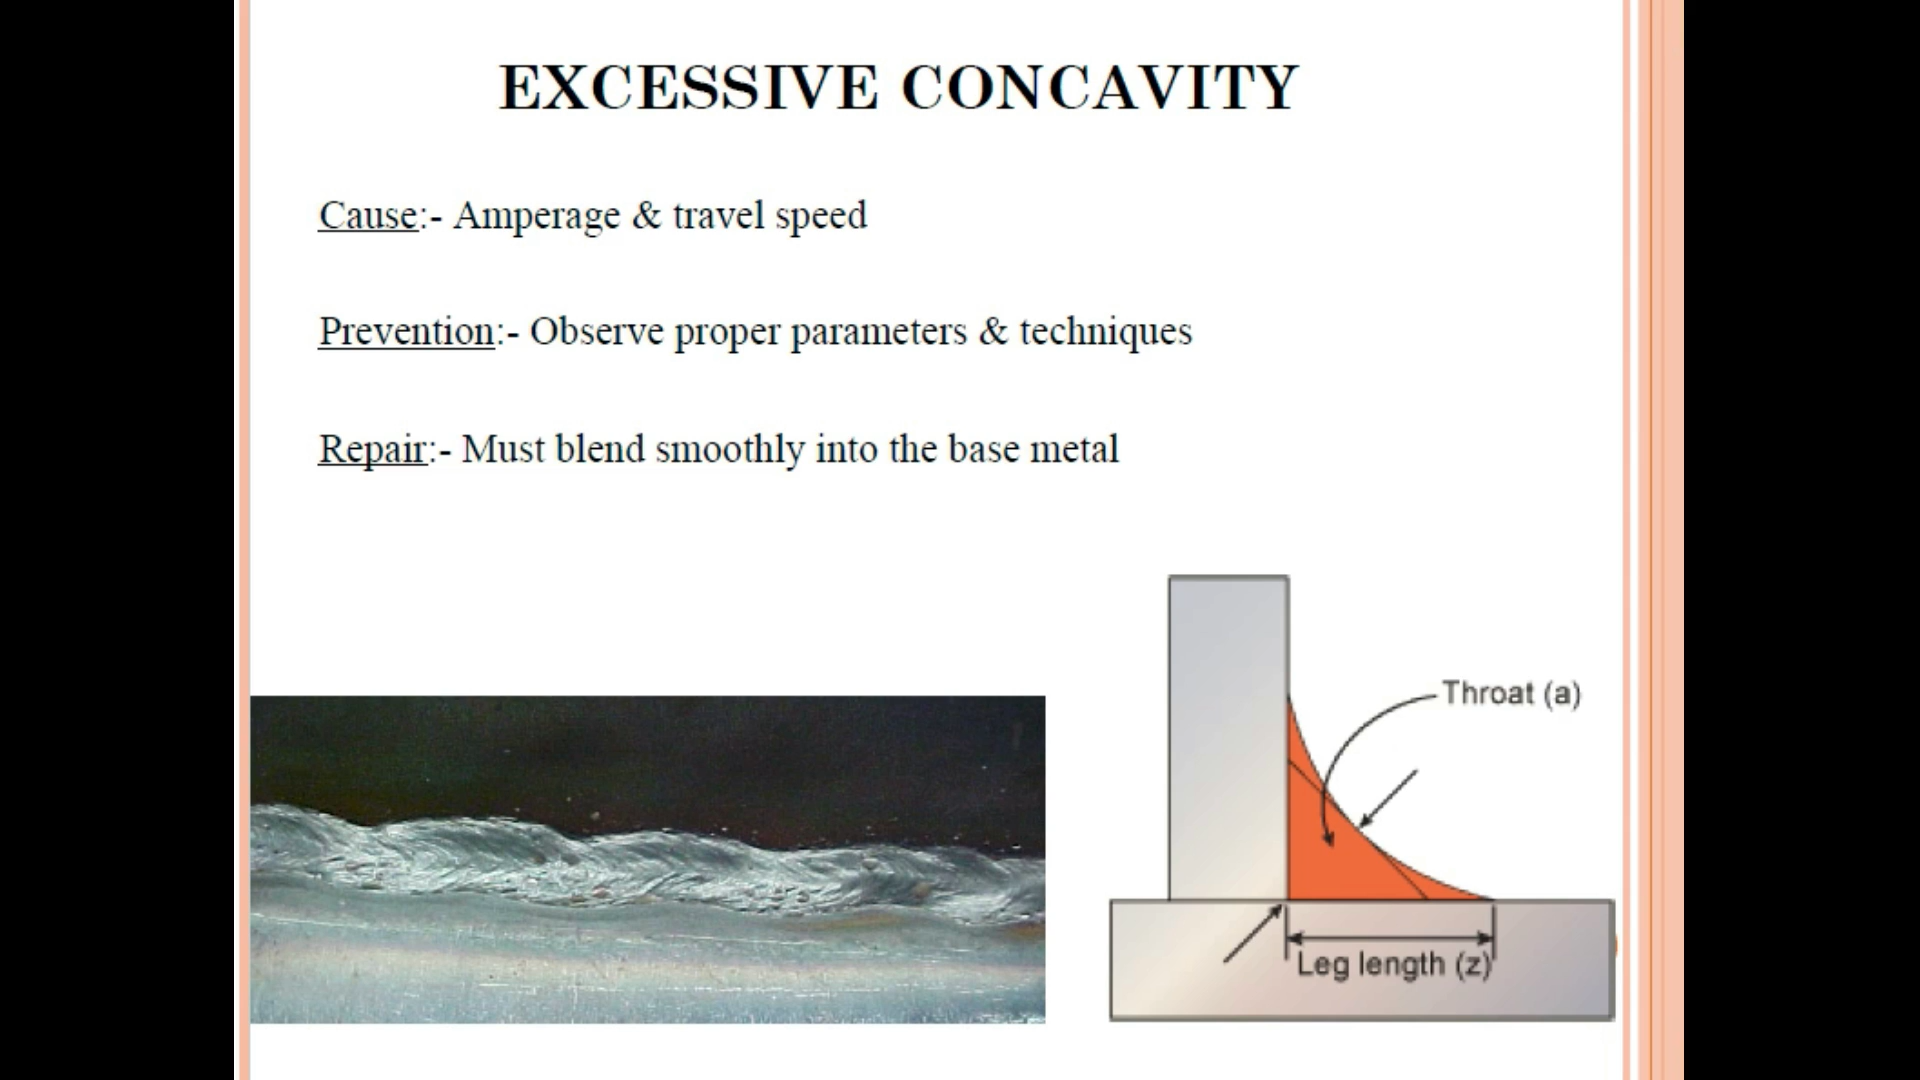 EXCESSIVE CONCAVITY
Cause:- Amperage & travel speed
Prevention:- Observe proper parameters & techniques
Repair:- Must blend smoothly into the base metal
Throat (a)
Leg length (z)